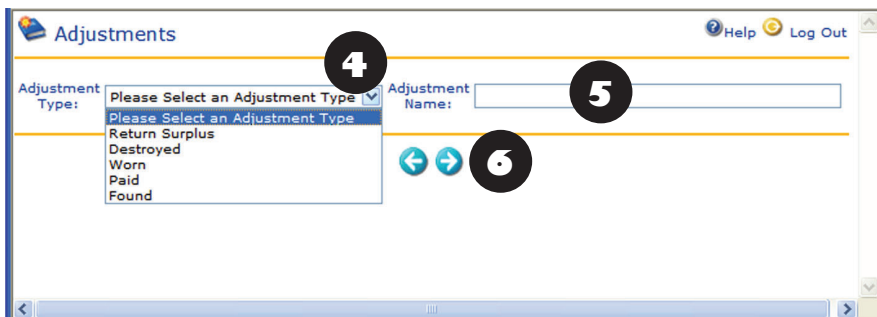 Adjustments
Help Log Out
4
Adjustment Type:
Please Select an Adjustment Type
Adjustment Name:
5
Please Select an Adjustment Type
Return Surplus
Destroyed
Worn
Paid
Found
6